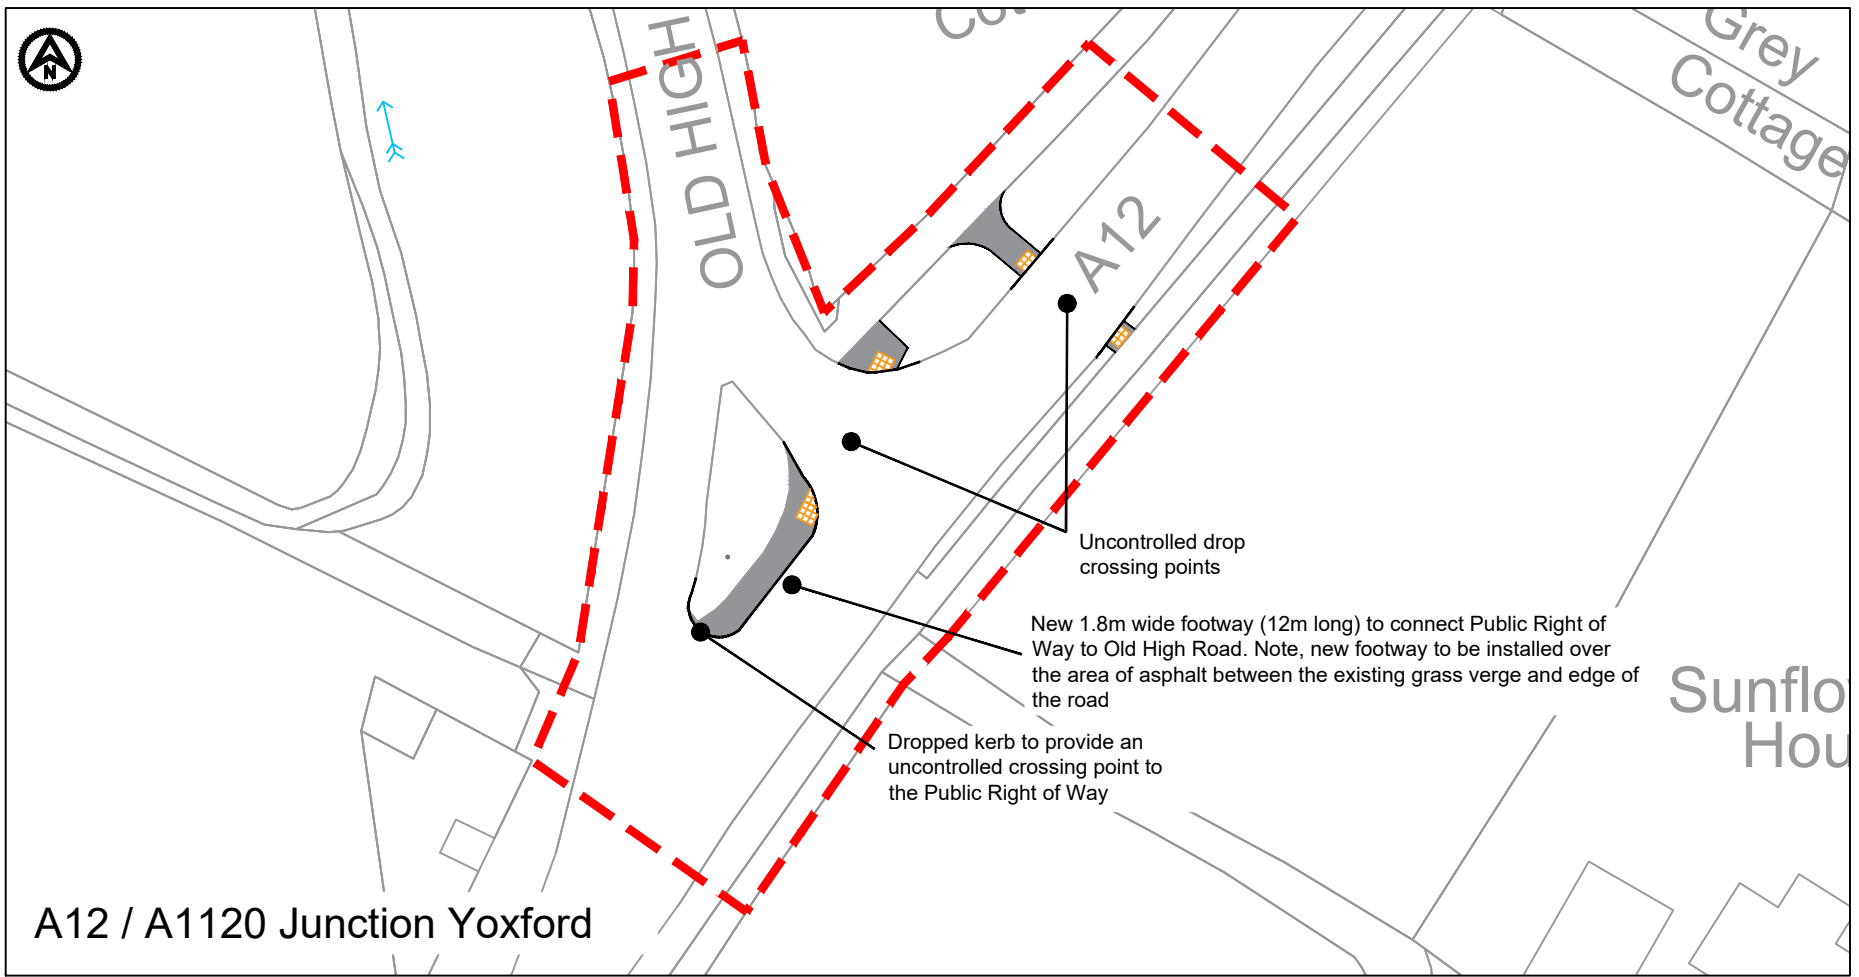 N
OLD HIGH
A12
Grey
Cottage
Uncontrolled drop
crossing points
New 1.8m wide footway (12m long) to connect Public Right of
Way to Old High Road. Note, new footway to be installed over
the area of asphalt between the existing grass verge and edge of
the road
Dropped kerb to provide an
uncontrolled crossing point to
the Public Right of Way
A12 / A1120 Junction Yoxford